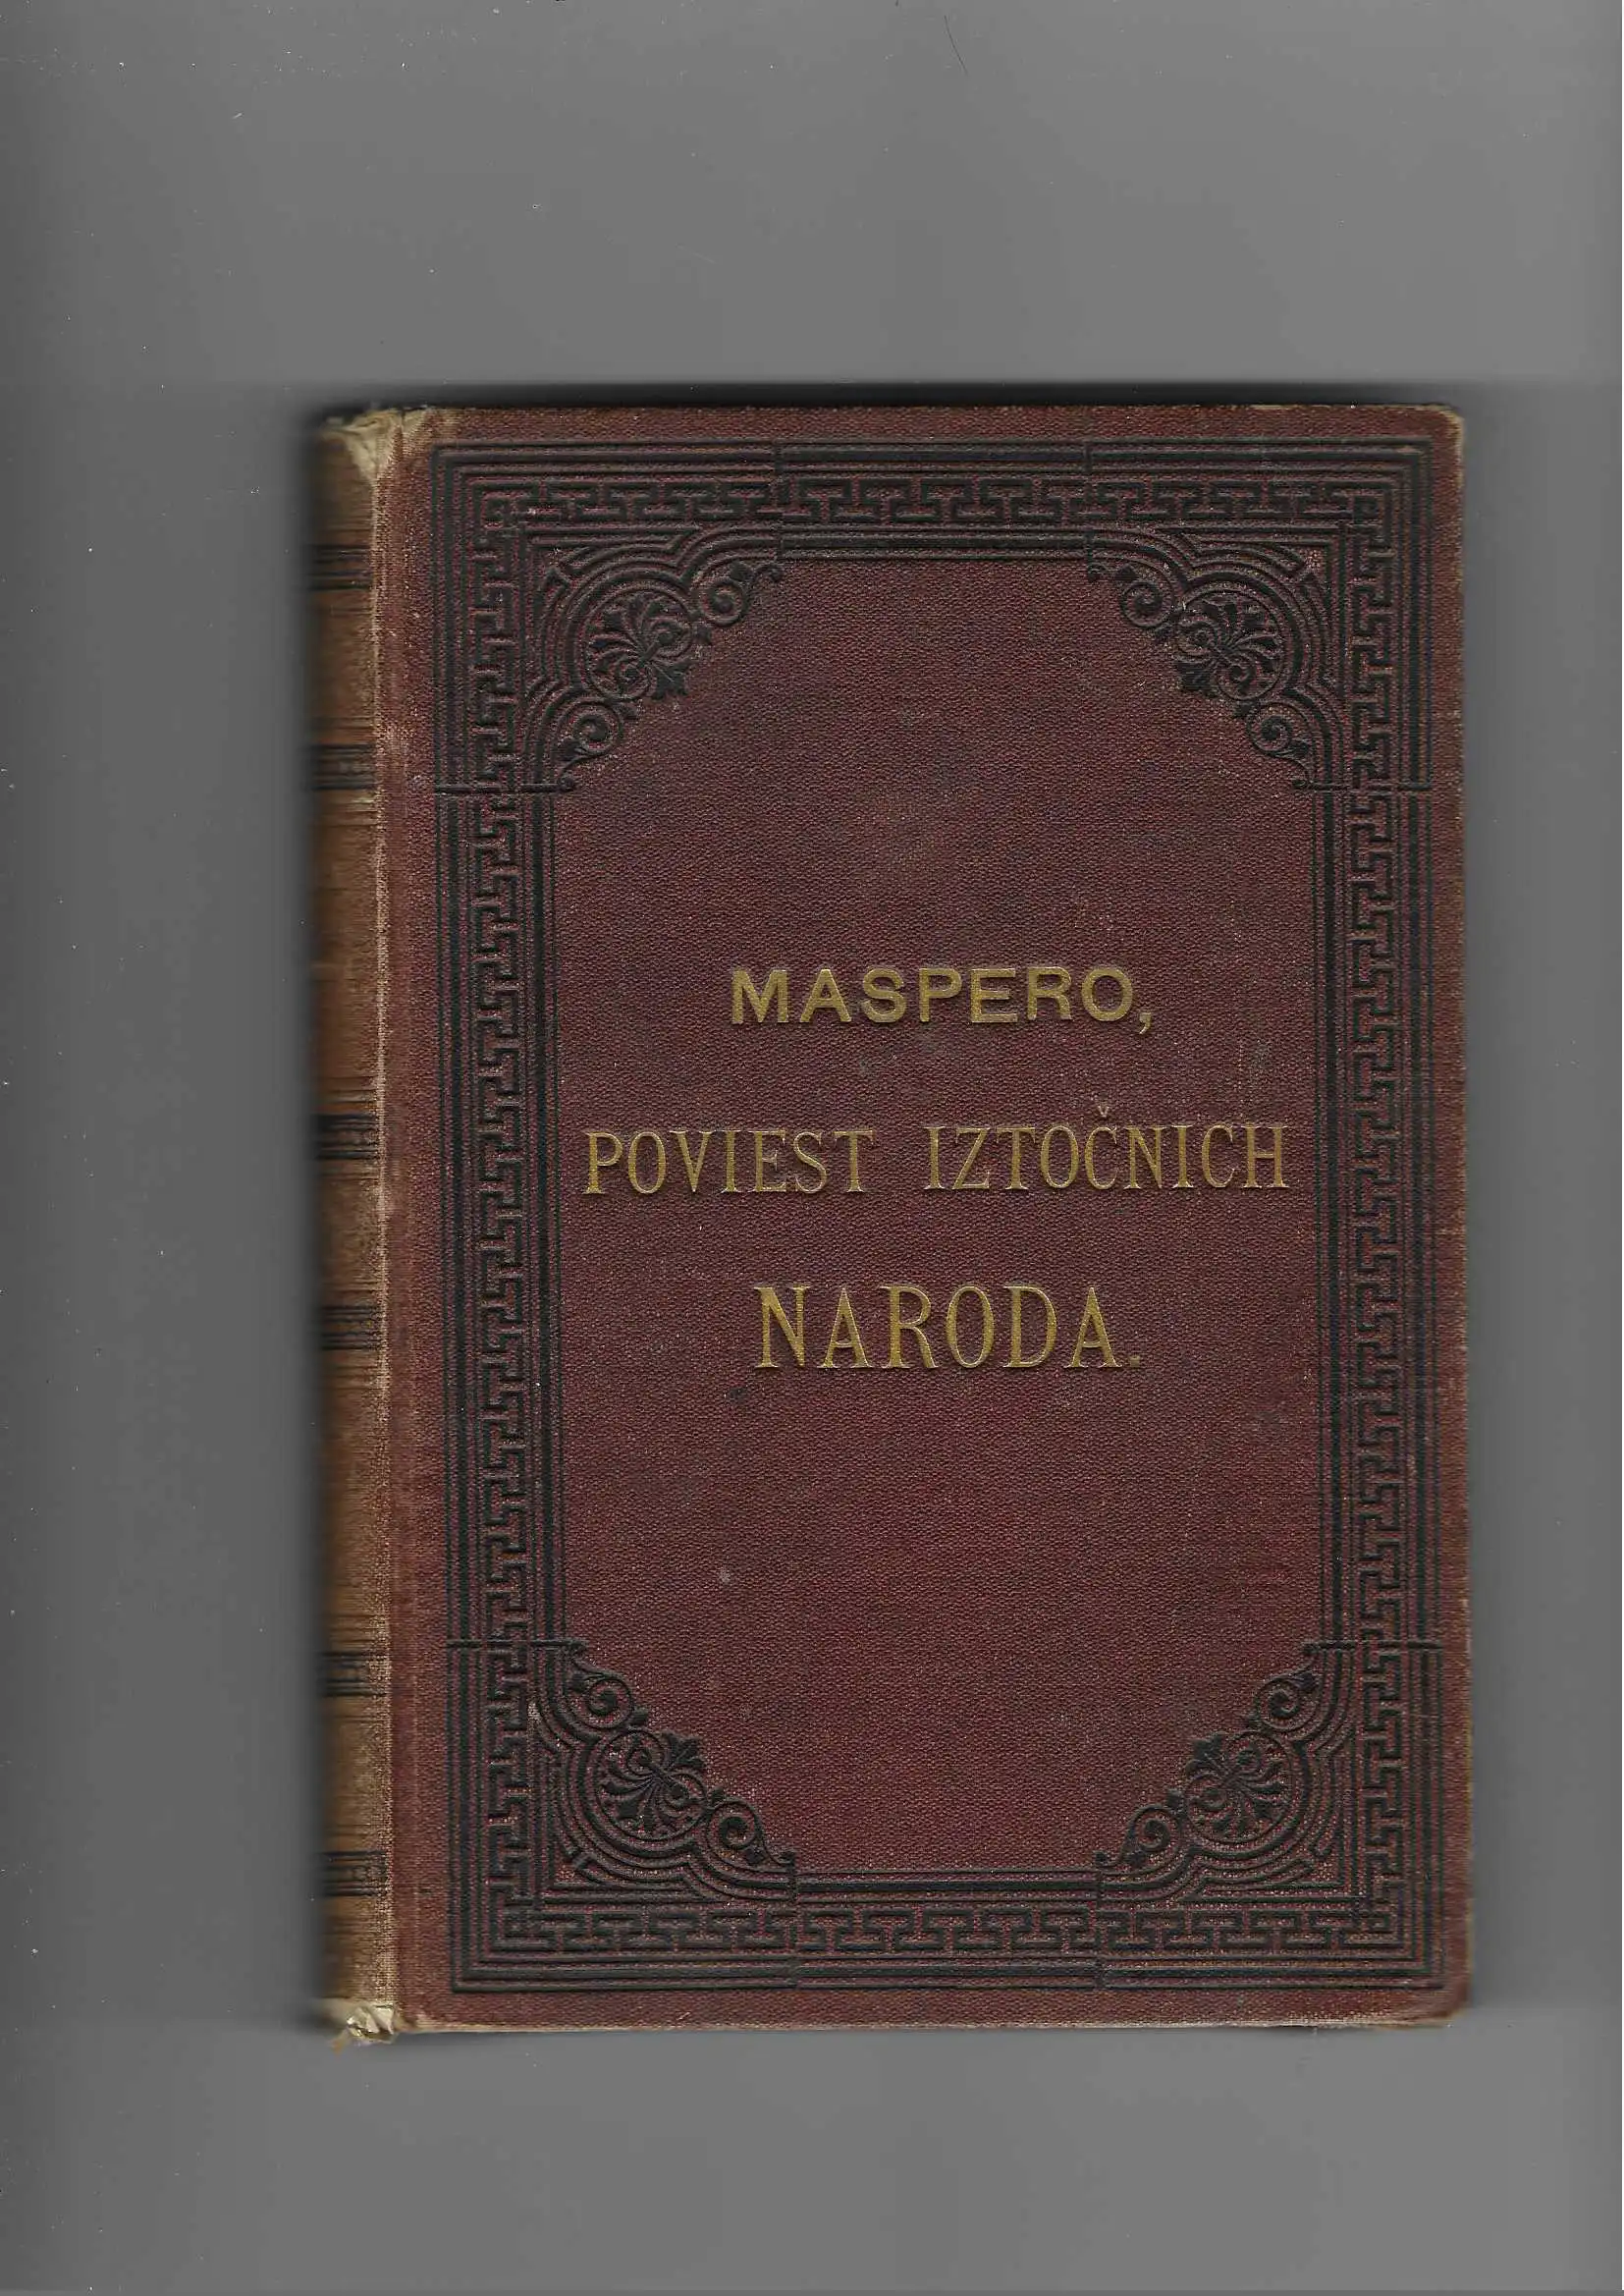 MASPERO,
POVIEST IZTOČNICH
NARODA.